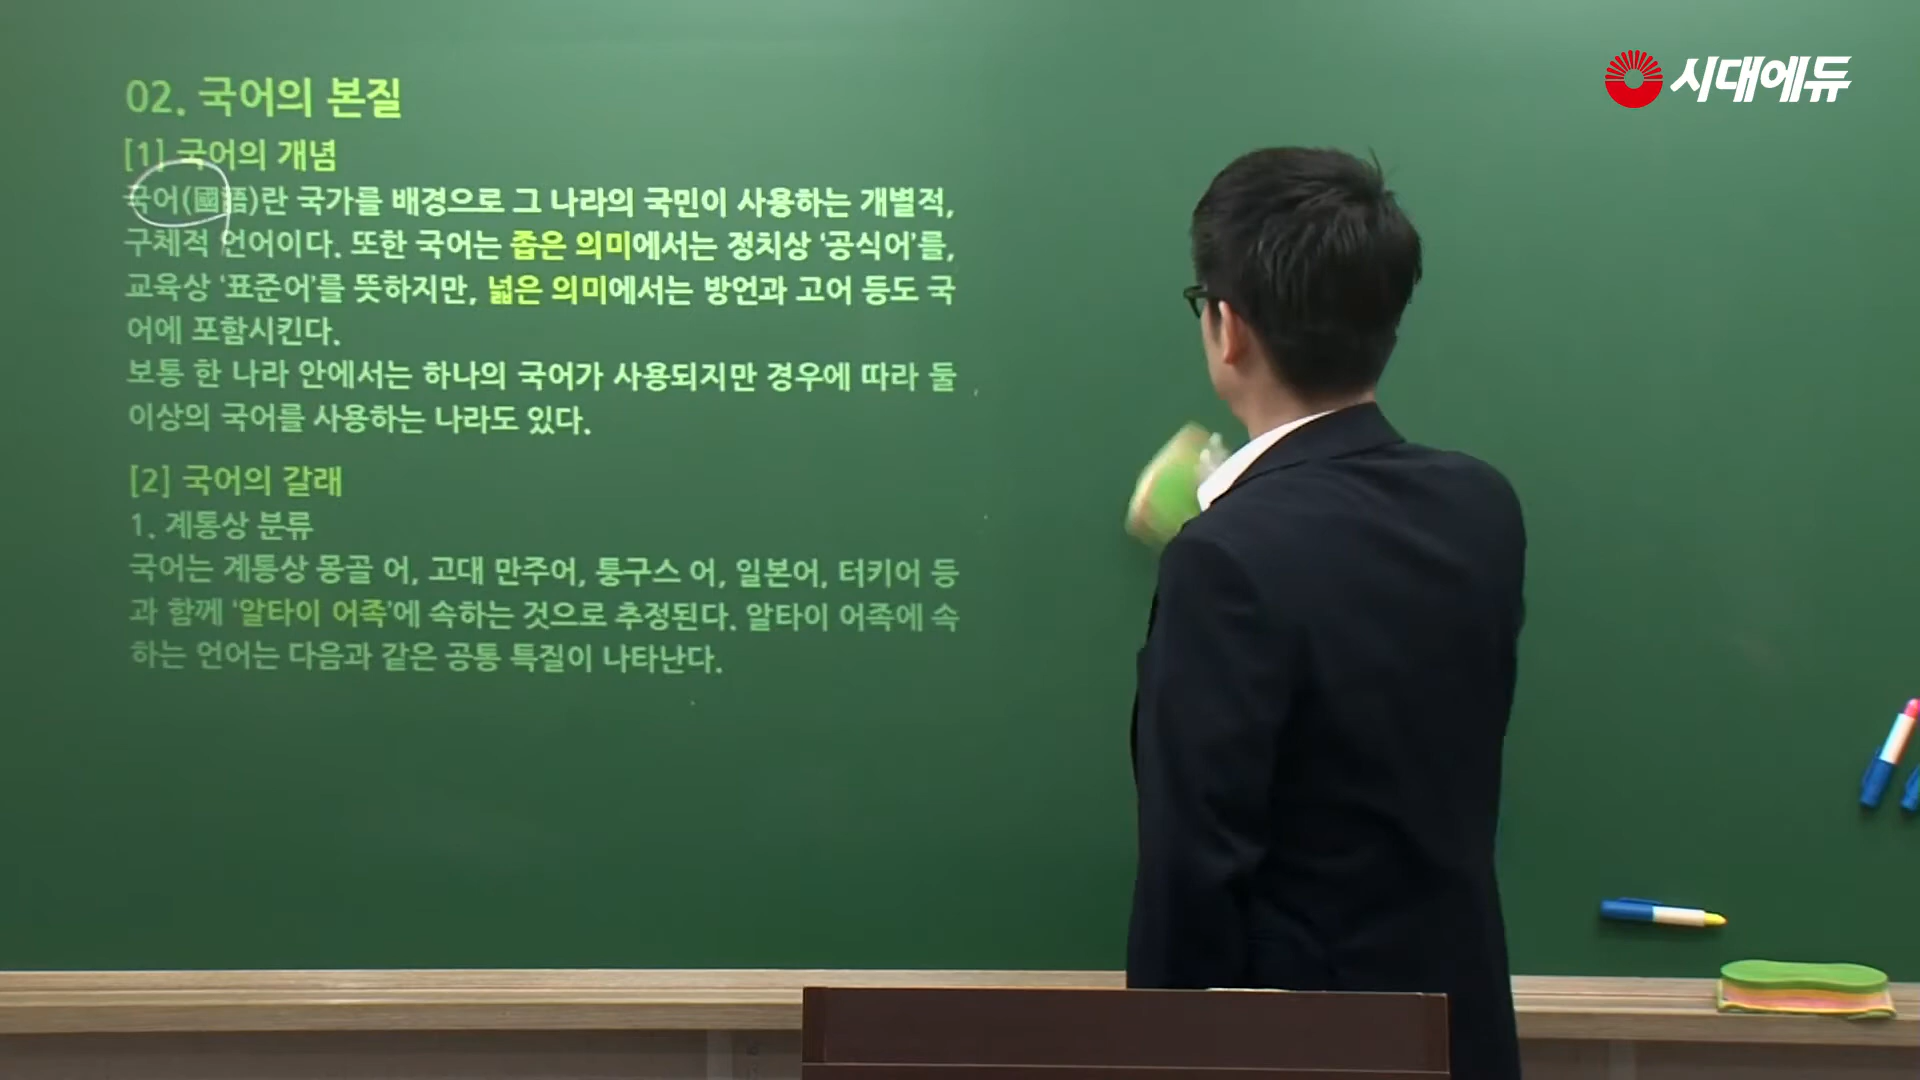 시대에듀
02. 국어의 본질
[1] 국어의 개념
국어(國語)란 국가를 배경으로 그 나라의 국민이 사용하는 개별적,
구체적 언어이다. 또한 국어는 좁은 의미에서는 정치상 '공식어'를,
교육상 '표준어'를 뜻하지만, 넓은 의미에서는 방언과 고어 등도 국
어에 포함시킨다.
보통 한 나라 안에서는 하나의 국어가 사용되지만 경우에 따라 둘
이상의 국어를 사용하는 나라도 있다.
[2] 국어의 갈래
1. 계통상 분류
국어는 계통상 몽골 어, 고대 만주어, 퉁구스 어, 일본어, 터키어 등
과 함께 '알타이 어족'에 속하는 것으로 추정된다. 알타이 어족에 속
하는 언어는 다음과 같은 공통 특질이 나타난다.